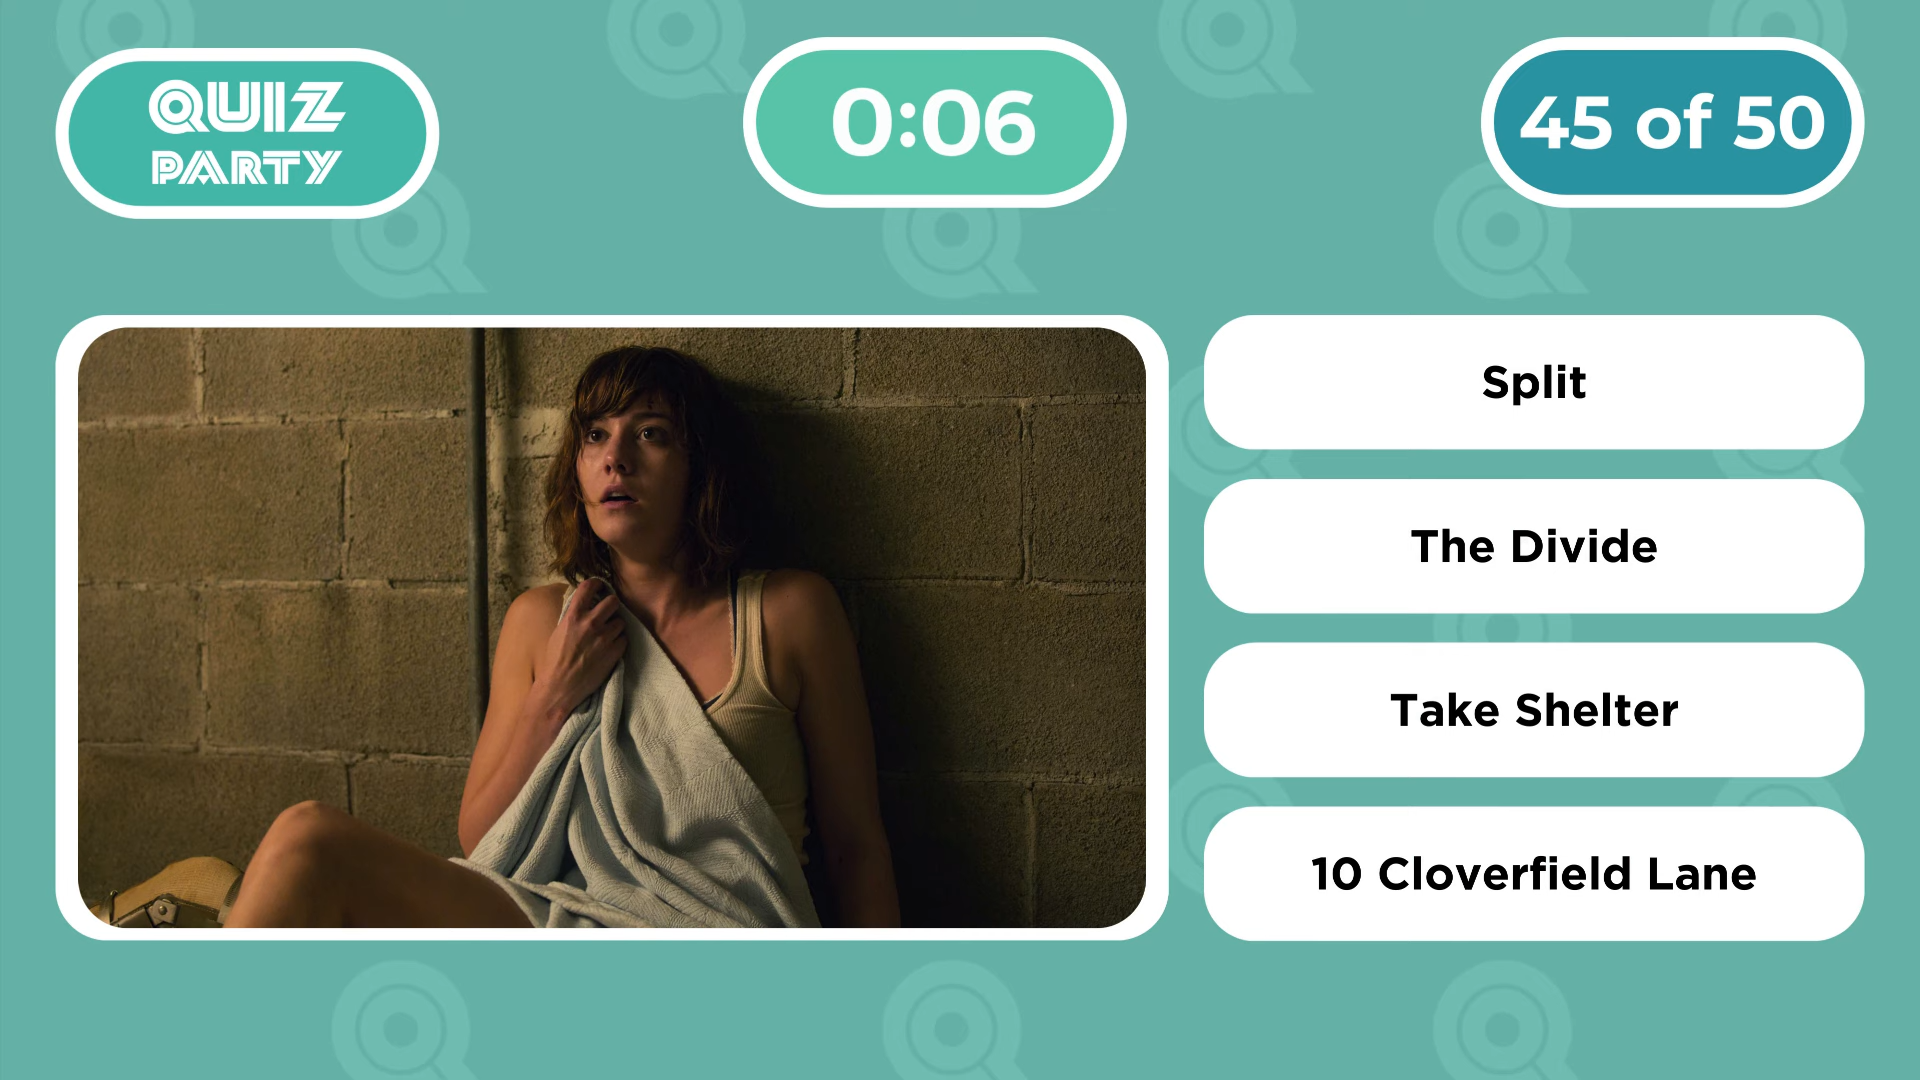 QUIZ
PARTY
0:06
45 of 50
Split
The Divide
Take Shelter
10 Cloverfield Lane